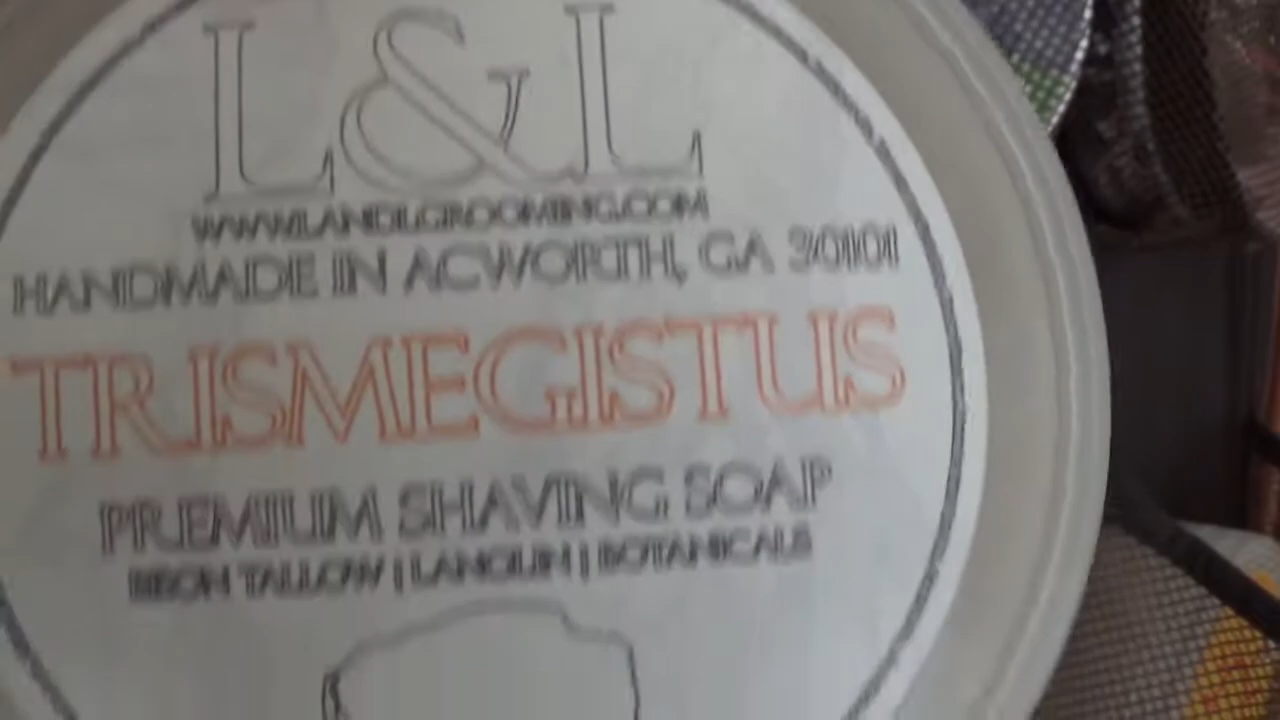 L&L
WWW.LANDLGROOMING.COM
HANDMADE IN ACWORTH, GA 30101
TRISMEGISTUS
PREMIUM SHAVING SOAP
BISON TALLOW | LANOLIN | BOTANICALS